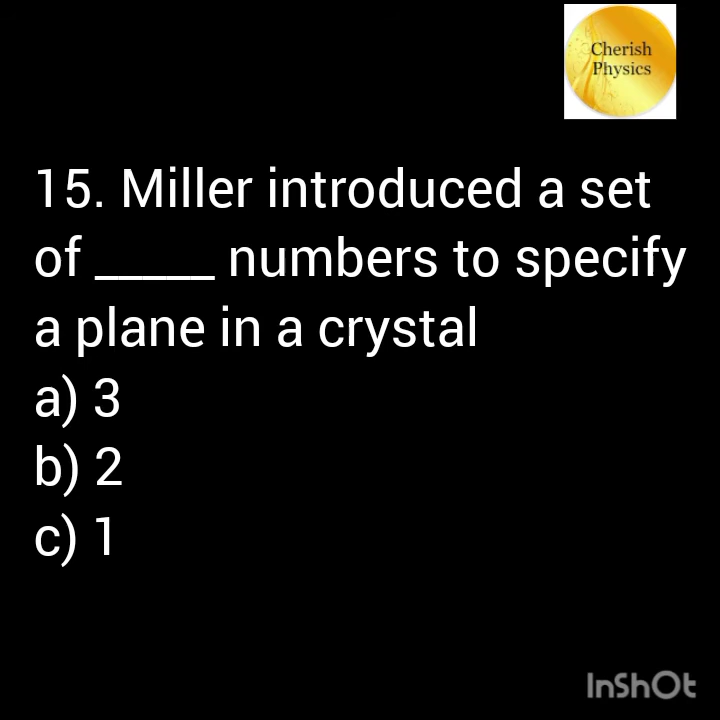 Cherish
Physics
15. Miller introduced a set
of _____ numbers to specify
a plane in a crystal
a) 3
b) 2
c) 1
InShOt